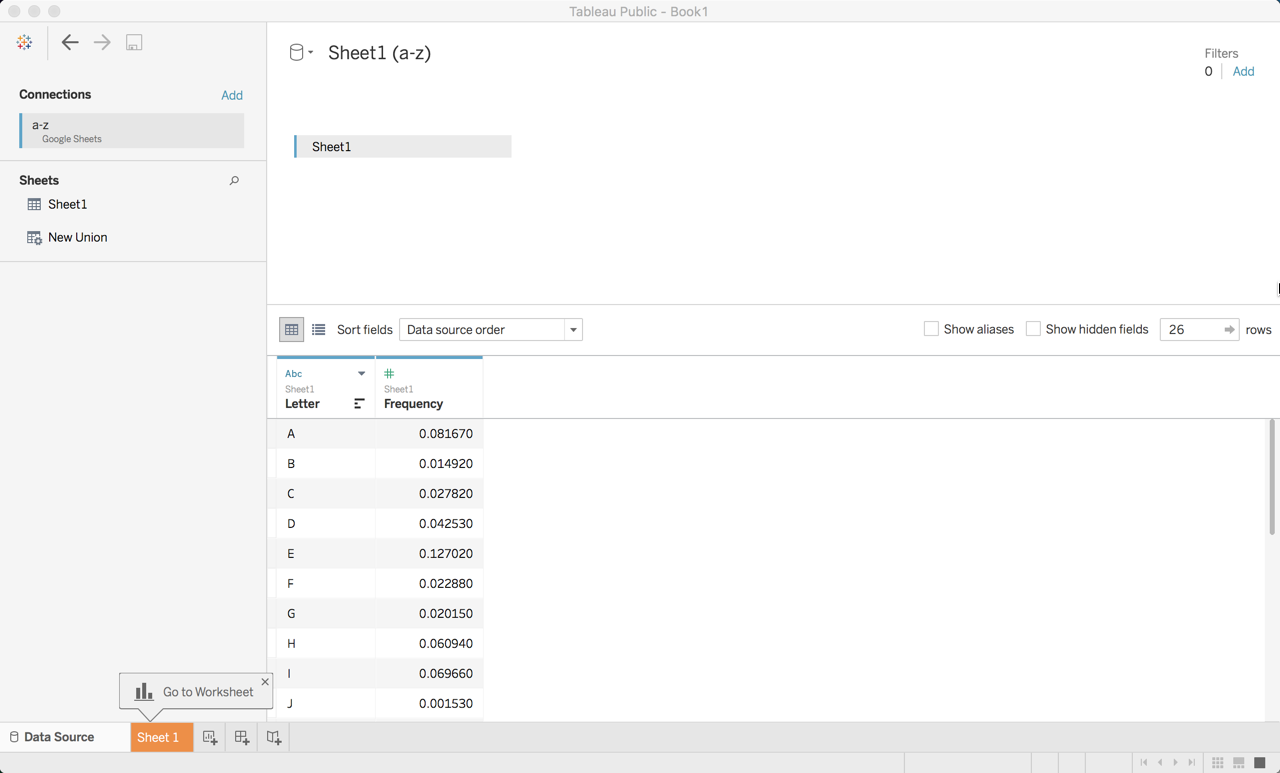 Tableau Public - Book1
Connections
Add
a-z
Google Sheets
Sheets
Sheet1
New Union
Sheet1 (a-z)
Filters
0
Add
Sheet1
Sort fields
Data source order
Show aliases
Show hidden fields
26
rows
Abc
#
Sheet1
Sheet1
Letter
Frequency
A 0.081670
B 0.014920
C 0.027820
D 0.042530
E 0.127020
F 0.022880
G 0.020150
H 0.060940
I 0.069660
J 0.001530
Go to Worksheet
Data Source
Sheet 1